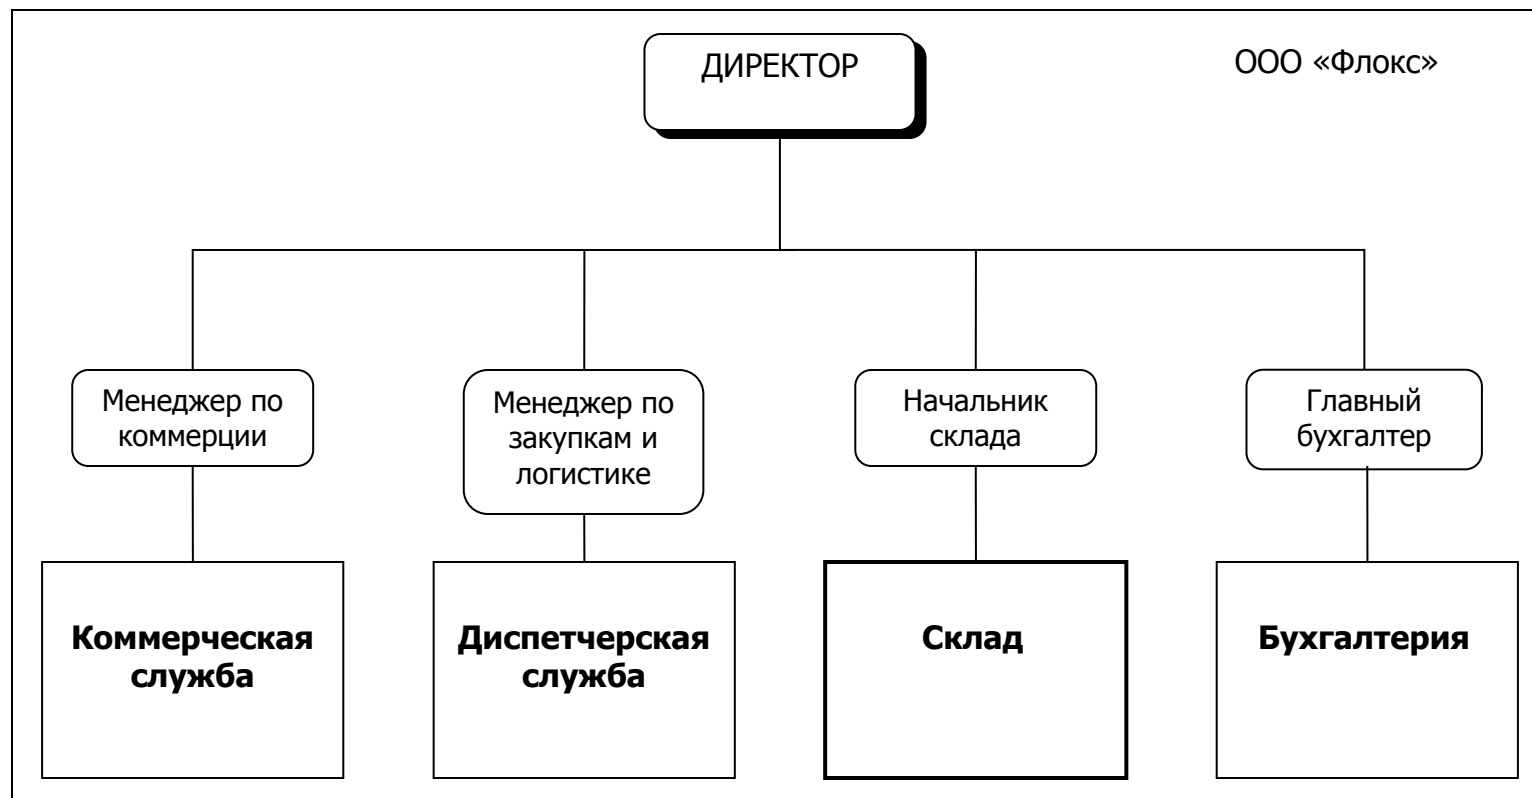 ДИРЕКТОР
ООО «Флокс»
Менеджер по
коммерции
Менеджер по
закупкам и
логистике
Начальник
склада
Главный
бухгалтер
Коммерческая
служба
Диспетчерская
служба
Склад
Бухгалтерия